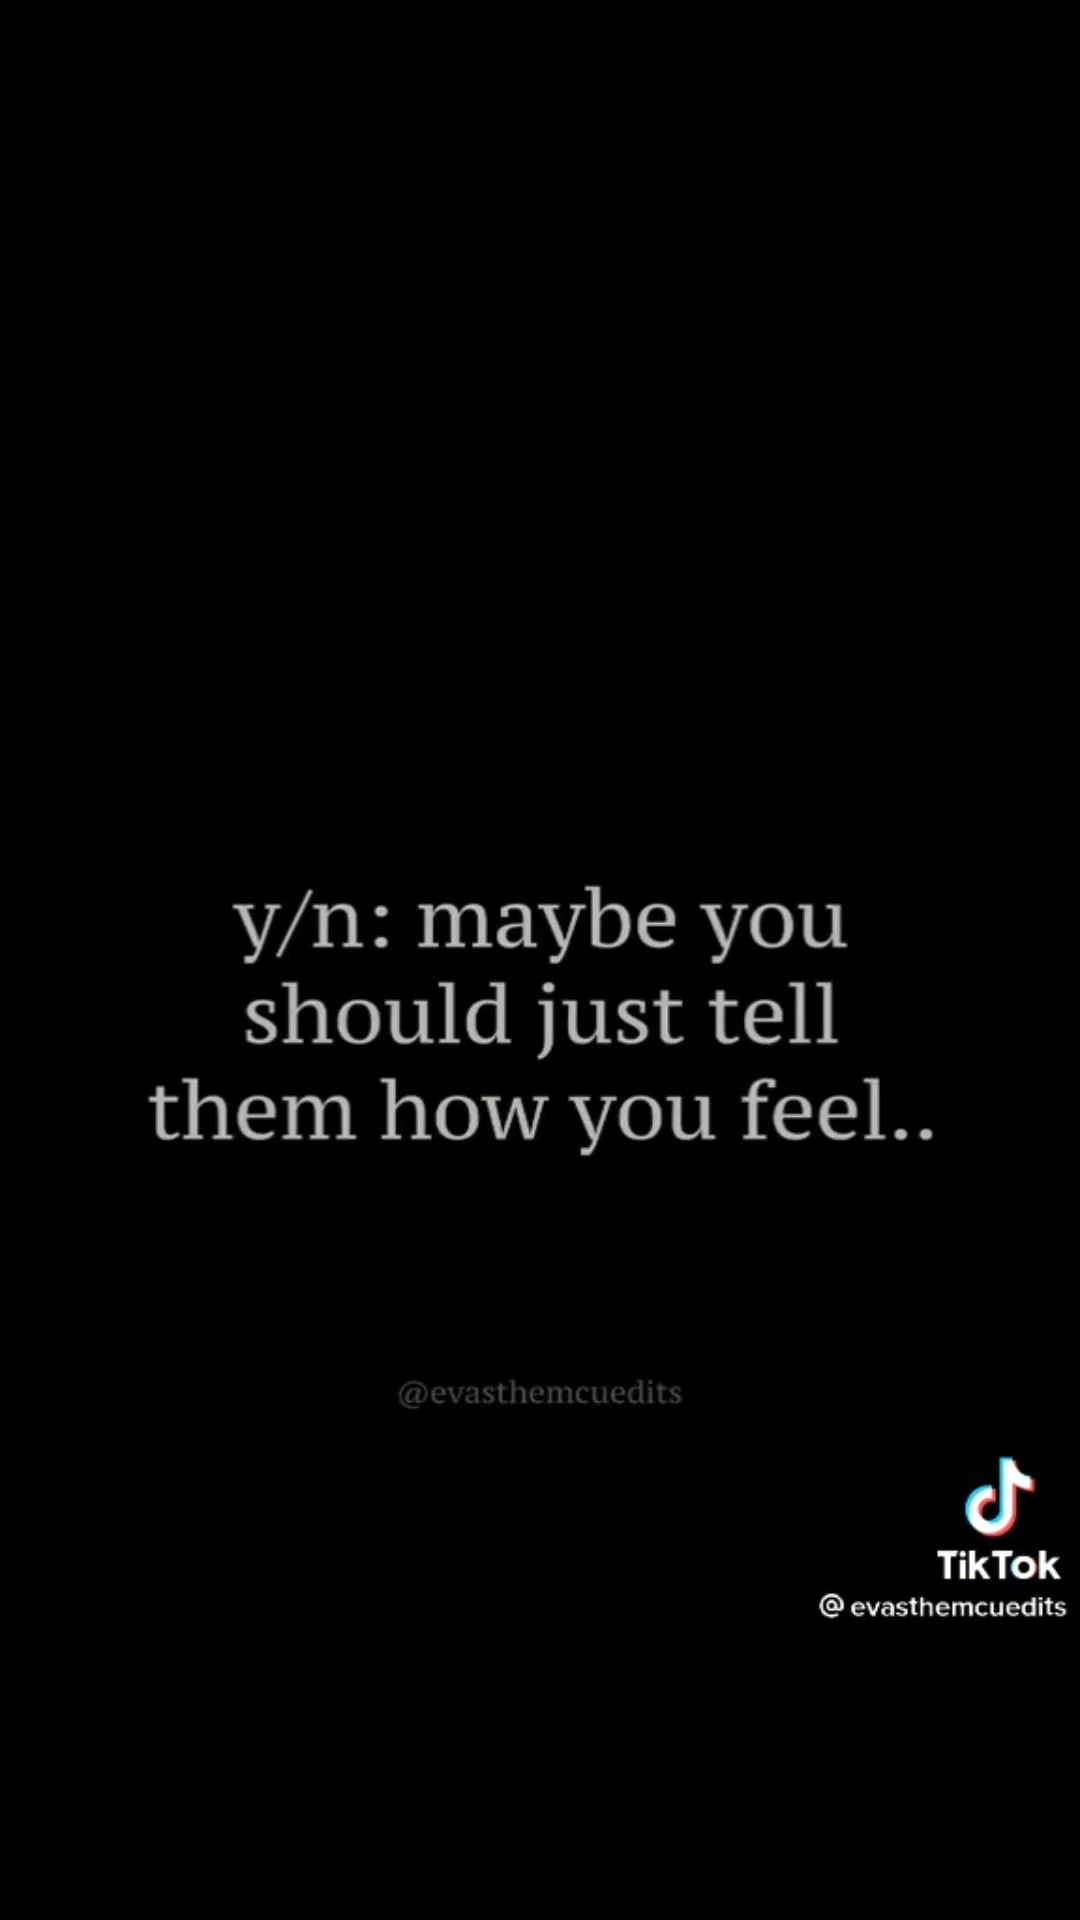 y/n: maybe you
should just tell
them how you feel..
@evasthemcuedits
TikTok
@ evasthemcuedits